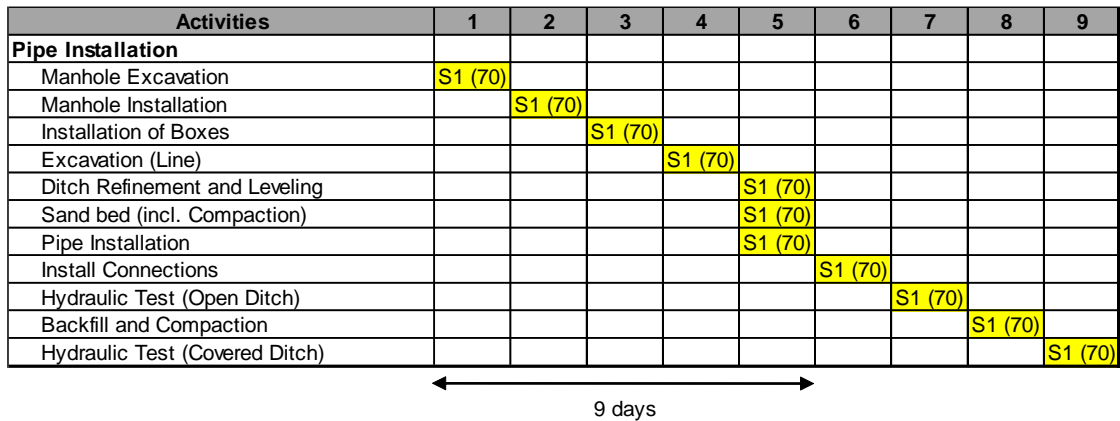 Activities 1 2 3 4 5 6 7 8 9
Pipe Installation
Manhole Excavation S1 (70)
Manhole Installation S1 (70)
Installation of Boxes S1 (70)
Excavation (Line) S1 (70)
Ditch Refinement and Leveling S1 (70)
Sand bed (incl. Compaction) S1 (70)
Pipe Installation S1 (70)
Install Connections S1 (70)
Hydraulic Test (Open Ditch) S1 (70)
Backfill and Compaction S1 (70)
Hydraulic Test (Covered Ditch) S1 (70)
9 days